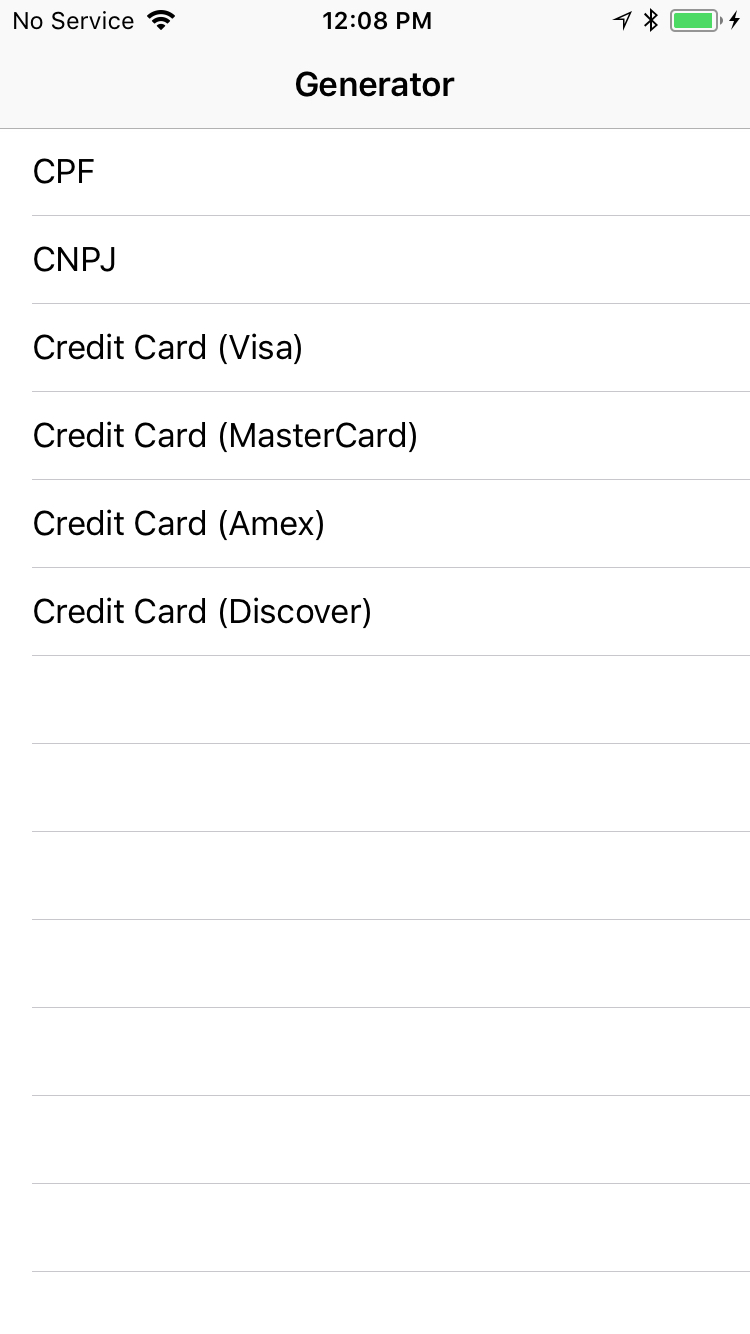 No Service 12:08 PM
Generator
CPF
CNPJ
Credit Card (Visa)
Credit Card (MasterCard)
Credit Card (Amex)
Credit Card (Discover)